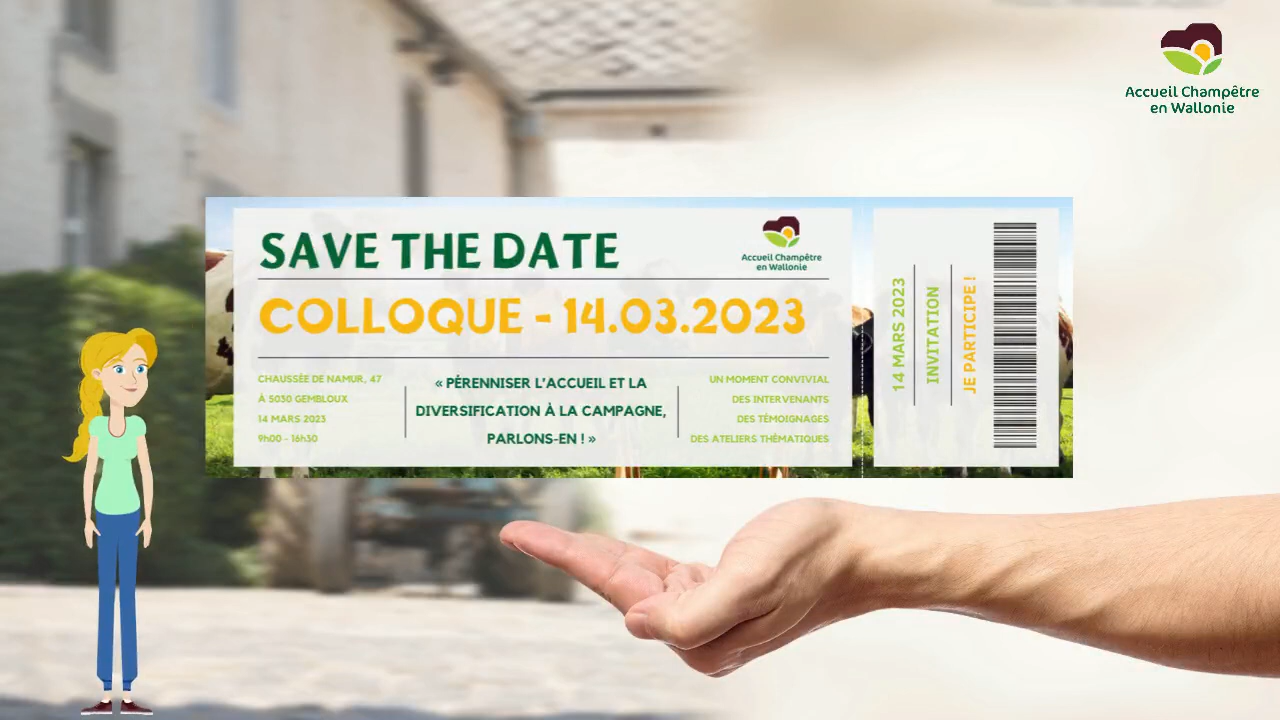 Accueil Champêtre
en Wallonie
SAVE THE DATE
Accueil Champêtre
en Wallonie
COLLOQUE - 14.03.2023
CHAUSSÉE DE NAMUR, 47
À 5030 GEMBLOUX
14 MARS 2023
9h00 - 16h30
« PÉRENNISER L'ACCUEIL ET LA
DIVERSIFICATION À LA CAMPAGNE,
PARLONS-EN ! »
UN MOMENT CONVIVIAL
DES INTERVENANTS
DES TÉMOIGNAGES
DES ATELIERS THÉMATIQUES
14 MARS 2023
INVITATION
JE PARTICIPE !